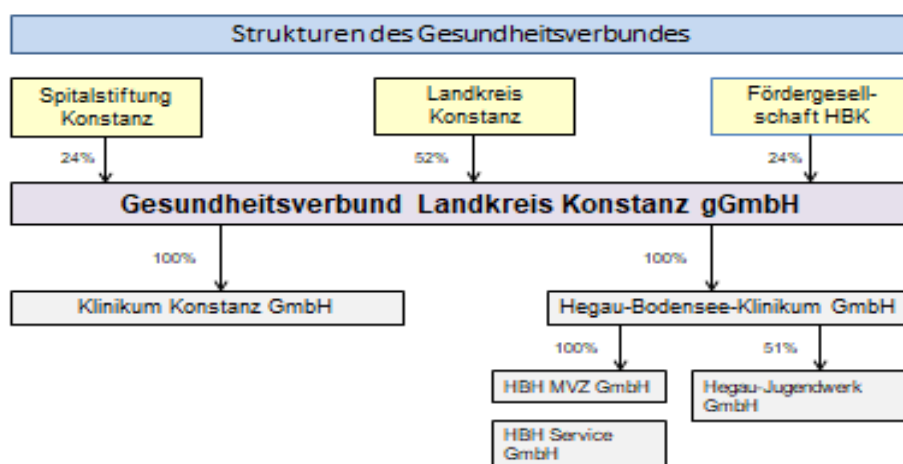 Strukturen des Gesundheitsverbundes
Spitalstiftung
Konstanz
Landkreis
Konstanz
Fördergesell-
schaft HBK
24%
52%
24%
Gesundheitsverbund Landkreis Konstanz gGmbH
100%
100%
Klinikum Konstanz GmbH
Hegau-Bodensee-Klinikum GmbH
100%
51%
HBH MVZ GmbH
Hegau-Jugendwerk
GmbH
HBH Service
GmbH